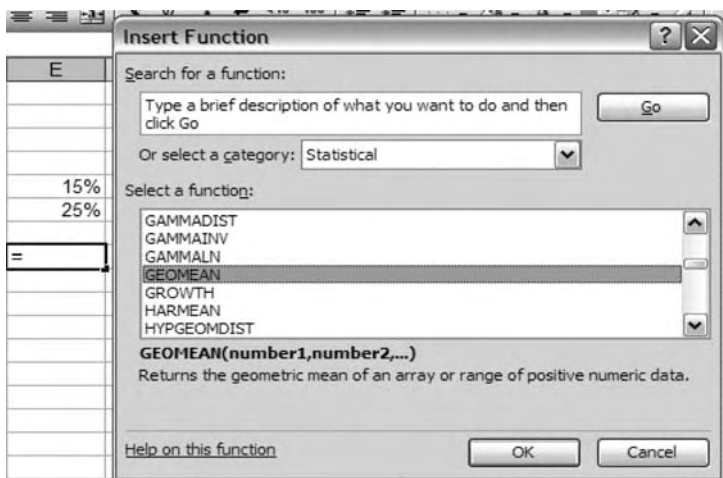 Insert Function
E
Search for a function:
Type a brief description of what you want to do and then
click Go
Go
Or select a category: Statistical
15%
Select a function:
25%
GAMMADIST
GAMMAINV
GAMMALN
=
GEOMEAN
GROWTH
HARMEAN
HYPGEOMDIST
GEOMEAN(number1,number2,...)
Returns the geometric mean of an array or range of positive numeric data.
Help on this function
OK
Cancel